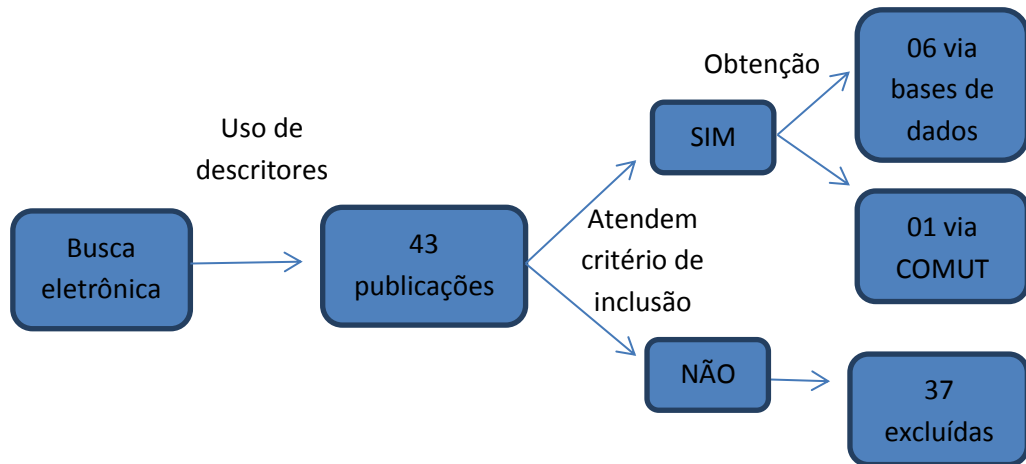 Busca
eletrônica
Uso de
descritores
43
publicações
Atendem
critério de
inclusão
SIM
Obtenção
06 via
bases de
dados
01 via
COMUT
NÃO
37
excluídas